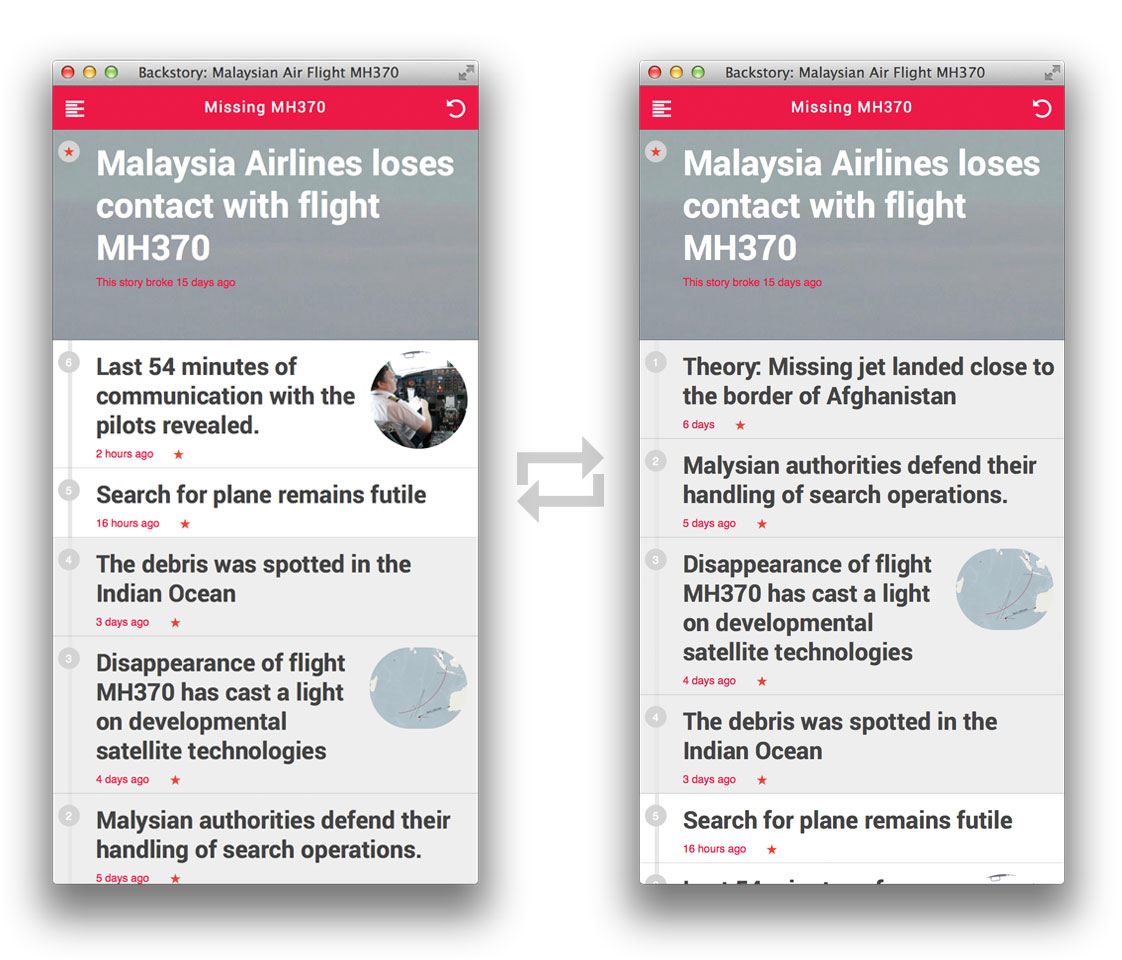 Backstory: Malaysian Air Flight MH370
Missing MH370
Malaysia Airlines loses
contact with flight
MH370
This story broke 15 days ago
6
Last 54 minutes of
communication with the
pilots revealed.
2 hours ago
5
Search for plane remains futile
16 hours ago
4
The debris was spotted in the
Indian Ocean
3 days ago
3
Disappearance of flight
MH370 has cast a light
on developmental
satellite technologies
4 days ago
2
Malysian authorities defend their
handling of search operations.
5 days ago
Backstory: Malaysian Air Flight MH370
Missing MH370
Malaysia Airlines loses
contact with flight
MH370
This story broke 15 days ago
1
Theory: Missing jet landed close to
the border of Afghanistan
6 days
2
Malysian authorities defend their
handling of search operations.
5 days ago
3
Disappearance of flight
MH370 has cast a light
on developmental
satellite technologies
4 days ago
4
The debris was spotted in the
Indian Ocean
3 days ago
5
Search for plane remains futile
16 hours ago